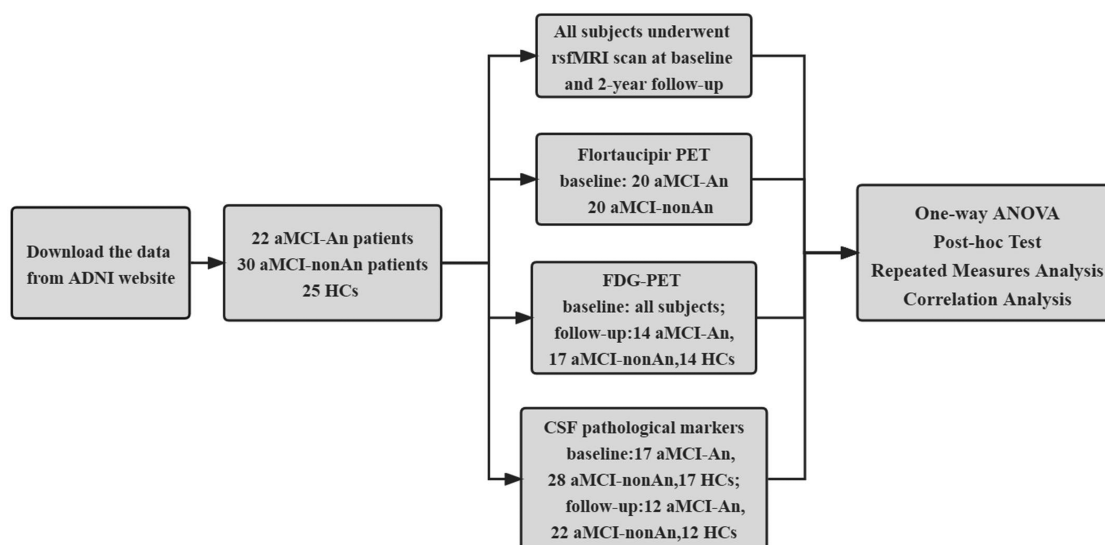 Download the data
from ADNI website
22 aMCI-An patients
30 aMCI-nonAn patients
25 HCs
All subjects underwent
rsfMRI scan at baseline
and 2-year follow-up
Flortaucipir PET
baseline: 20 aMCI-An
20 aMCI-nonAn
FDG-PET
baseline: all subjects;
follow-up:14 aMCI-An,
17 aMCI-nonAn,14 HCs
CSF pathological markers
baseline:17 aMCI-An,
28 aMCI-nonAn,17 HCs;
follow-up:12 aMCI-An,
22 aMCI-nonAn,12 HCs
One-way ANOVA
Post-hoc Test
Repeated Measures Analysis
Correlation Analysis